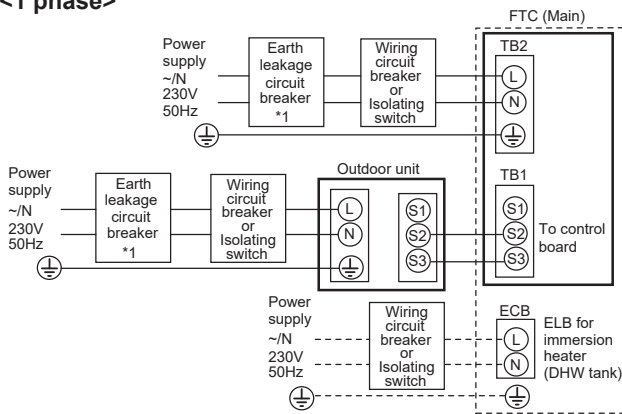 <1 phase>
FTC (Main)
Power
supply
~/N
230V
50Hz
Earth
leakage
circuit
breaker
*1
Wiring
circuit
breaker
or
Isolating
switch
TB2
L
N
Power
supply
~/N
230V
50Hz
Earth
leakage
circuit
breaker
*1
Wiring
circuit
breaker
or
Isolating
switch
Outdoor unit
L
N
S1
S2
S3
TB1
S1
S2
S3
To control
board
Power
supply
~/N
230V
50Hz
Wiring
circuit
breaker
or
Isolating
switch
ECB
L
N
ELB for
immersion
heater
(DHW tank)